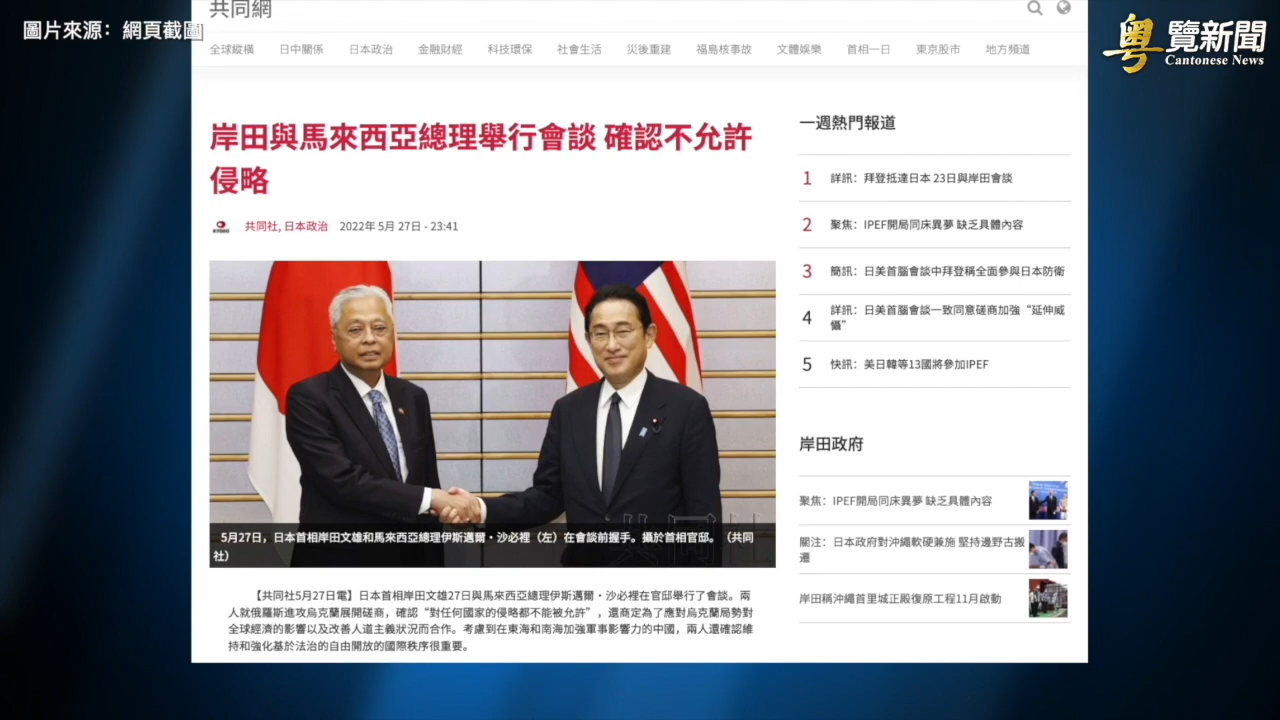 圖片來源：網頁截圖
粵覽新聞
Cantonese News
共同網
全球縱橫 日中關係 日本政治 金融財經 科技環保 社會生活 災後重建 福島核事故 文體娛樂 首相一日 東京股市 地方頻道
岸田與馬來西亞總理舉行會談 確認不允許
侵略
共同社, 日本政治 2022年 5月 27日 - 23:41
5月27日，日本首相岸田文雄和馬來西亞總理伊斯邁爾・沙必裡（左）在會談前握手。攝於首相官邸。（共同
社）
【共同社5月27日電】日本首相岸田文雄27日與馬來西亞總理伊斯邁爾・沙必裡在官邸舉行了會談。兩
人就俄羅斯進攻烏克蘭展開磋商，確認“對任何國家的侵略都不能被允許”，還商定為了應對烏克蘭局勢對
全球經濟的影響以及改善人道主義狀況而合作。考慮到在東海和南海加強軍事影響力的中國，兩人還確認維
持和強化基於法治的自由開放的國際秩序很重要。
一週熱門報道
1 詳訊：拜登抵達日本 23日與岸田會談
2 聚焦：IPEF開局同床異夢 缺乏具體內容
3 簡訊：日美首腦會談中拜登稱全面參與日本防衛
4 詳訊：日美首腦會談一致同意磋商加強“延伸威
懾”
5 快訊：美日韓等13國將參加IPEF
岸田政府
聚焦：IPEF開局同床異夢 缺乏具體內容
關注：日本政府對沖繩軟硬兼施 堅持邊野古搬
遷
岸田稱沖繩首里城正殿復原工程11月啟動